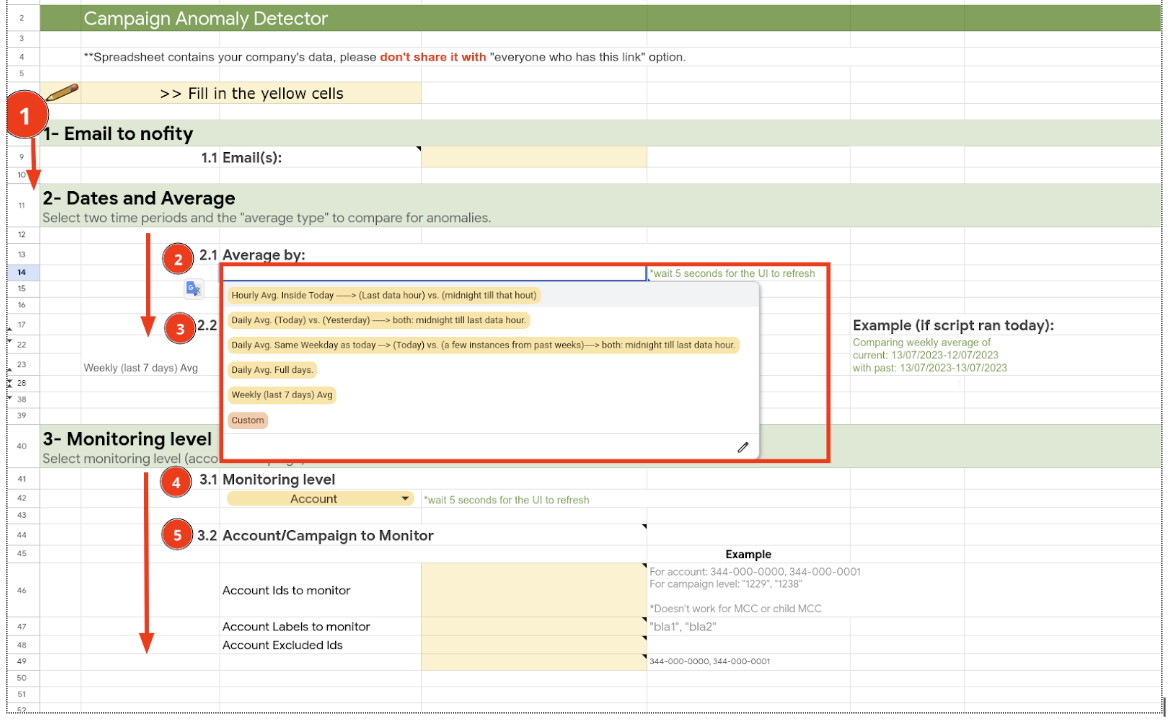 2
Campaign Anomaly Detector
3
4
**Spreadsheet contains your company's data, please don't share it with "everyone who has this link" option.
5
>> Fill in the yellow cells
1
1- Email to nofity
9
1.1 Email(s):
10
11
2- Dates and Average
Select two time periods and the "average type" to compare for anomalies.
12
13
2
2.1 Average by:
14
*wait 5 seconds for the UI to refresh
15
Hourly Avg. Inside Today -----> (Last data hour) vs. (midnight till that hout)
16
Daily Avg. (Today) vs. (Yesterday) ----> both: midnight till last data hour.
17
3
2.2
Example (if script ran today):
22
Daily Avg. Same Weekday as today ---> (Today) vs. (a few instances from past weeks)----> both: midnight till last data hour.
Comparing weekly average of
current: 13/07/2023-12/07/2023
with past: 13/07/2023-13/07/2023
23
Weekly (last 7 days) Avg
Daily Avg. Full days.
28
Weekly (last 7 days) Avg
38
39
Custom
40
3- Monitoring level
Select monitoring level (acco
41
4
3.1 Monitoring level
42
Account
*wait 5 seconds for the UI to refresh
43
44
5
3.2 Account/Campaign to Monitor
45
Example
46
Account Ids to monitor
For account: 344-000-0000, 344-000-0001
For campaign level: "1229", "1238"
*Doesn't work for MCC or child MCC
47
Account Labels to monitor
"bla1", "bla2"
48
Account Excluded Ids
49
344-000-0000, 344-000-0001
50
51
52